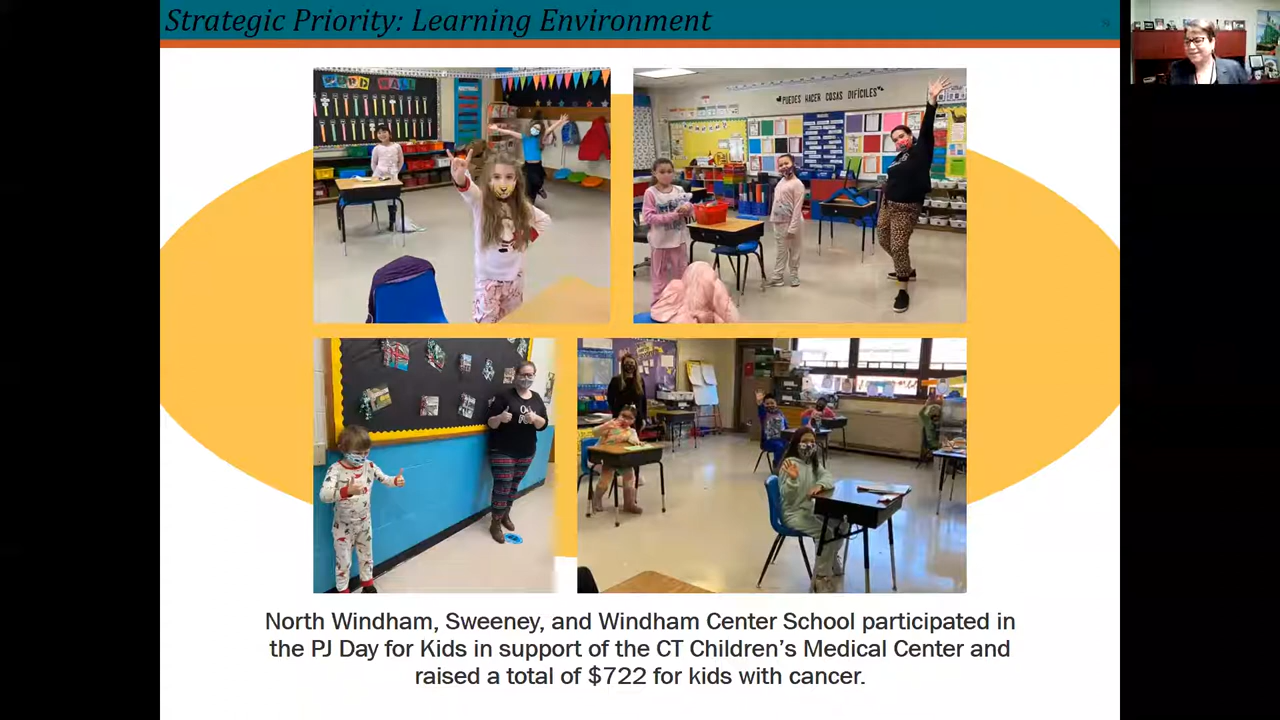 Strategic Priority: Learning Environment
PUEDES HACER COSAS DIFÍCILES
North Windham, Sweeney, and Windham Center School participated in
the PJ Day for Kids in support of the CT Children's Medical Center and
raised a total of $722 for kids with cancer.